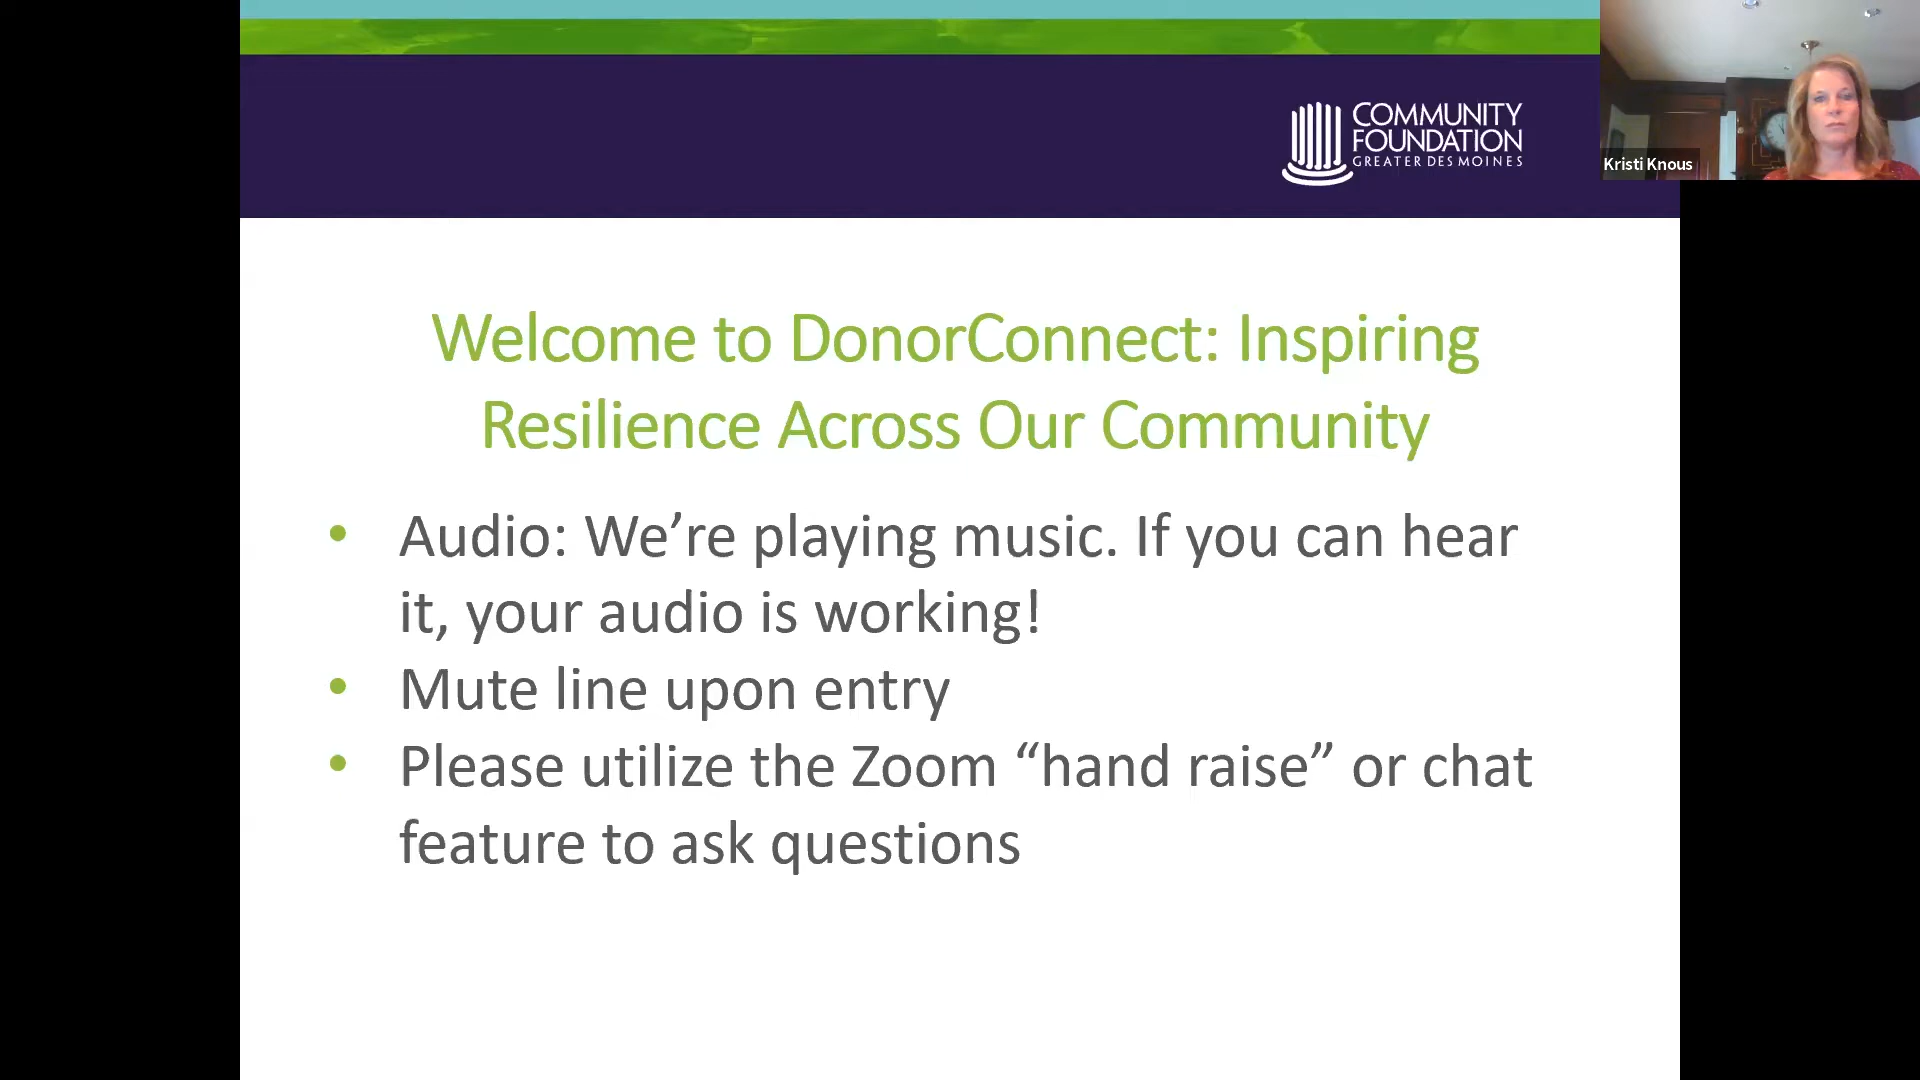 COMMUNITY
FOUNDATION
GREATER DES MOINES
Kristi Knous
Welcome to DonorConnect: Inspiring
Resilience Across Our Community
• Audio: We’re playing music. If you can hear
it, your audio is working!
• Mute line upon entry
• Please utilize the Zoom “hand raise” or chat
feature to ask questions